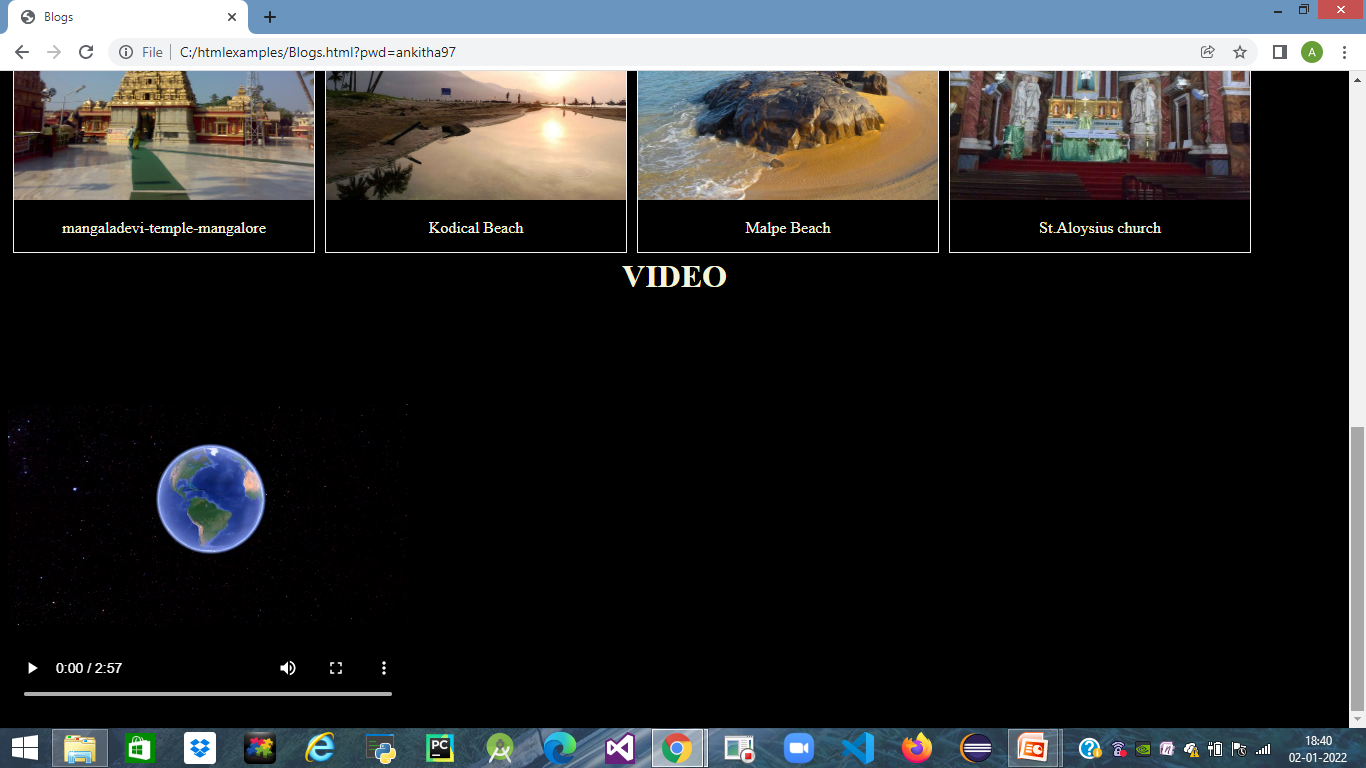 Blogs
File C:/htmlexamples/Blogs.html?pwd=ankitha97
A
mangaladevi-temple-mangalore
Kodical Beach
Malpe Beach
St.Aloysius church
VIDEO
0:00 / 2:57
PC
18:40
02-01-2022